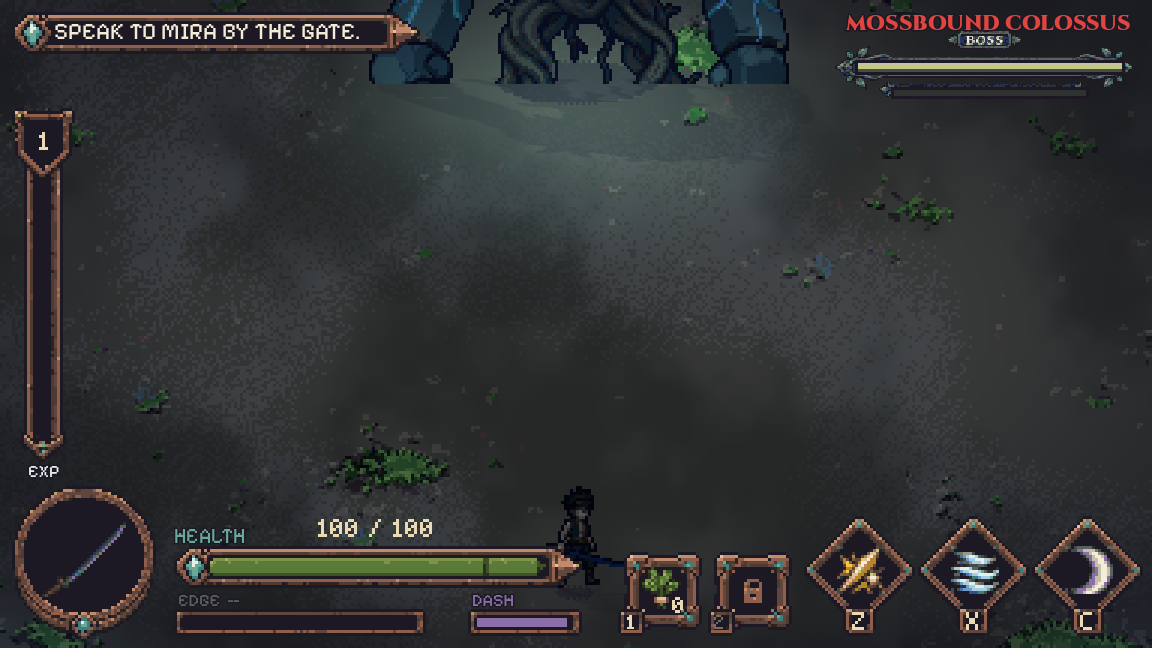 SPEAK TO MIRA BY THE GATE.
MOSSBOUND COLOSSUS
BOSS
1
EXP
HEALTH
100 / 100
EDGE --
DASH
0
1
2
Z
X
C